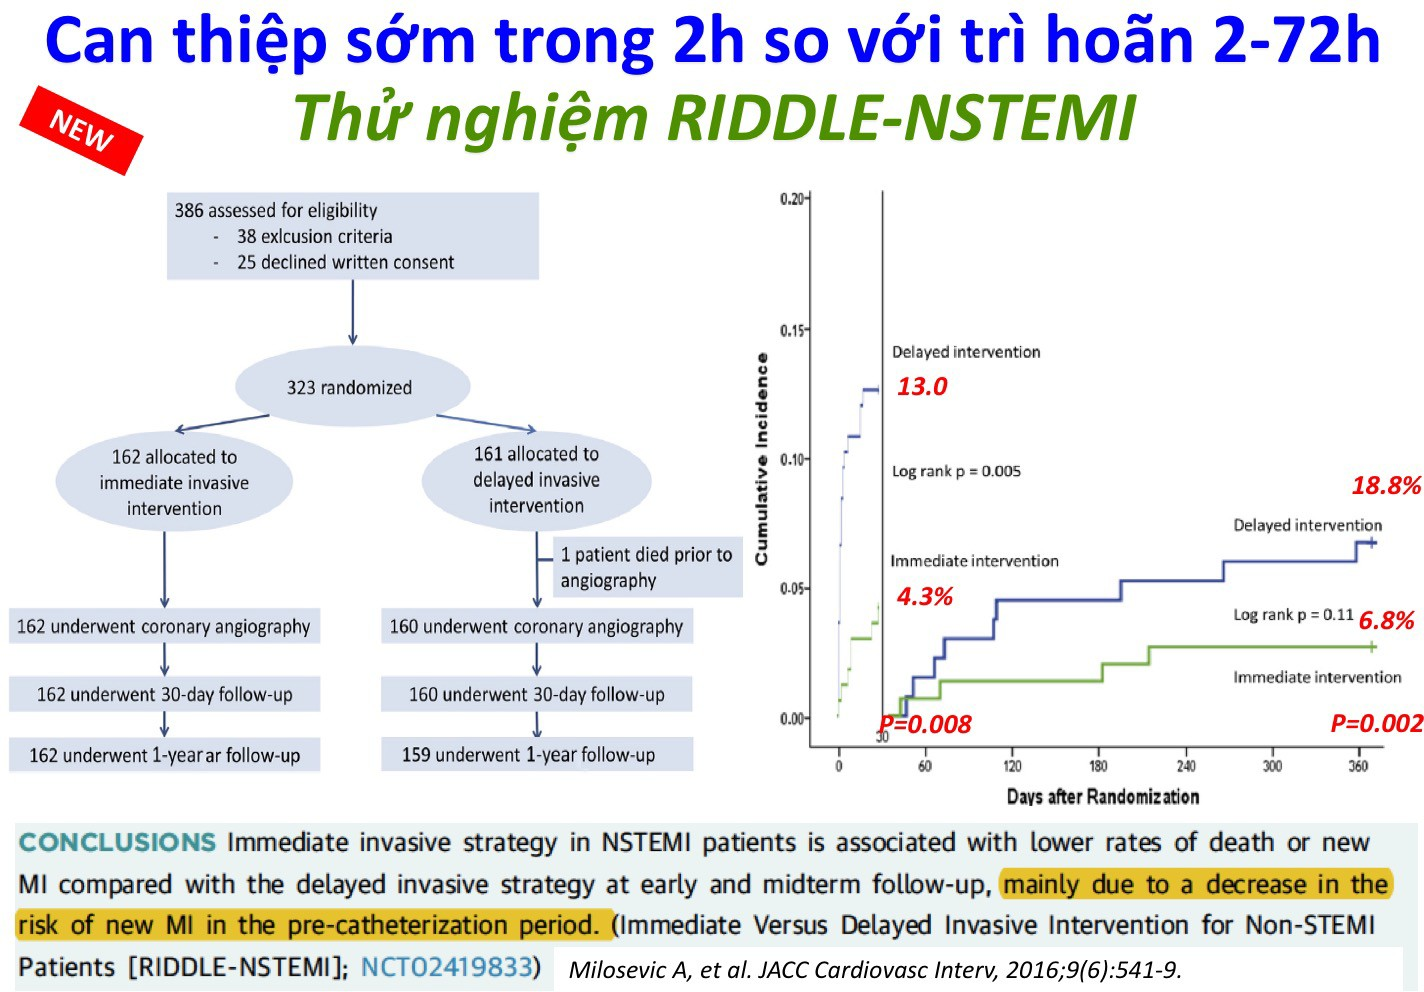 Can thiệp sớm trong 2h so với trì hoãn 2-72h
Thử nghiệm RIDDLE-NSTEMI
NEW
386 assessed for eligibility
- 38 exlcusion criteria
- 25 declined written consent
323 randomized
162 allocated to
immediate invasive
intervention
161 allocated to
delayed invasive
intervention
1 patient died prior to
angiography
162 underwent coronary angiography
160 underwent coronary angiography
162 underwent 30-day follow-up
160 underwent 30-day follow-up
162 underwent 1-year ar follow-up
159 underwent 1-year follow-up
Cumulative Incidence
0.20
0.15
0.10
0.05
0.00
Delayed intervention
13.0
Log rank p = 0.005
Immediate intervention
4.3%
P=0.008
18.8%
Delayed intervention
Log rank p = 0.11
6.8%
Immediate intervention
P=0.002
30
0 60 120 180 240 300 360
Days after Randomization
CONCLUSIONS Immediate invasive strategy in NSTEMI patients is associated with lower rates of death or new
MI compared with the delayed invasive strategy at early and midterm follow-up, mainly due to a decrease in the
risk of new MI in the pre-catheterization period. (Immediate Versus Delayed Invasive Intervention for Non-STEMI
Patients [RIDDLE-NSTEMI]; NCT02419833)
Milosevic A, et al. JACC Cardiovasc Interv, 2016;9(6):541-9.